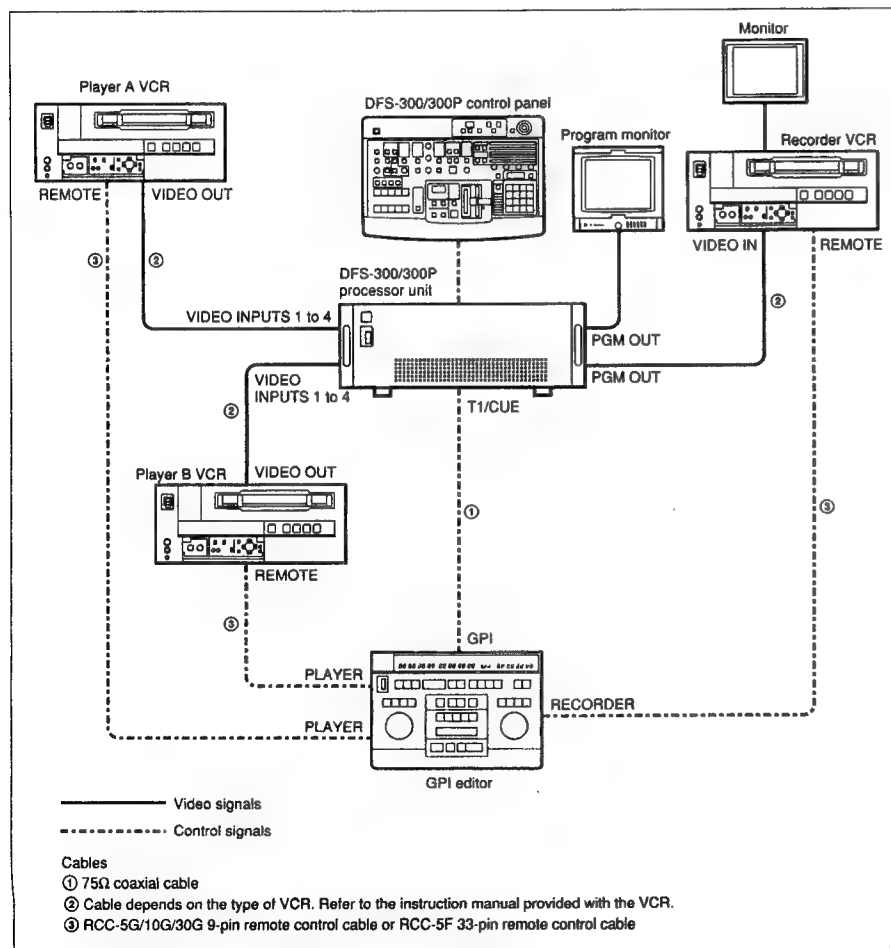 Monitor
Player A VCR
DFS-300/300P control panel
Program monitor
Recorder VCR
REMOTE
VIDEO OUT
VIDEO IN
REMOTE
③
②
DFS-300/300P
processor unit
②
VIDEO INPUTS 1 to 4
PGM OUT
VIDEO
INPUTS 1 to 4
PGM OUT
②
T1/CUE
Player B VCR
VIDEO OUT
①
③
REMOTE
③
GPI
PLAYER
RECORDER
PLAYER
GPI editor
Video signals
Control signals
Cables
① 75Ω coaxial cable
② Cable depends on the type of VCR. Refer to the instruction manual provided with the VCR.
③ RCC-5G/10G/30G 9-pin remote control cable or RCC-5F 33-pin remote control cable